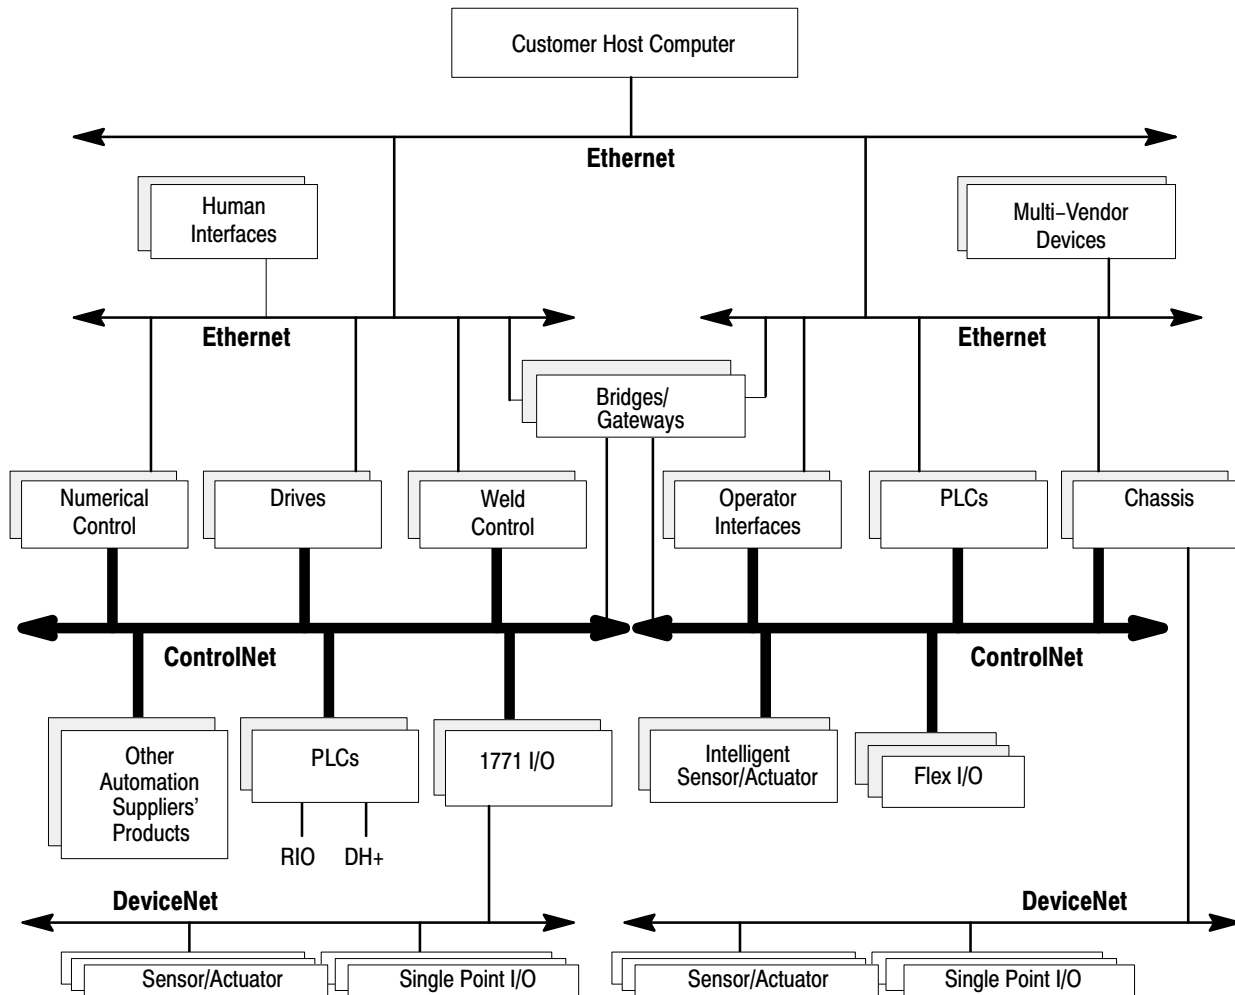 Customer Host Computer
Ethernet
Human
Interfaces
Multi-Vendor
Devices
Ethernet
Ethernet
Bridges/
Gateways
Numerical
Control
Drives
Weld
Control
Operator
Interfaces
PLCs
Chassis
ControlNet
ControlNet
Other
Automation
Suppliers'
Products
PLCs
1771 I/O
Intelligent
Sensor/Actuator
Flex I/O
RIO
DH+
DeviceNet
DeviceNet
Sensor/Actuator
Single Point I/O
Sensor/Actuator
Single Point I/O